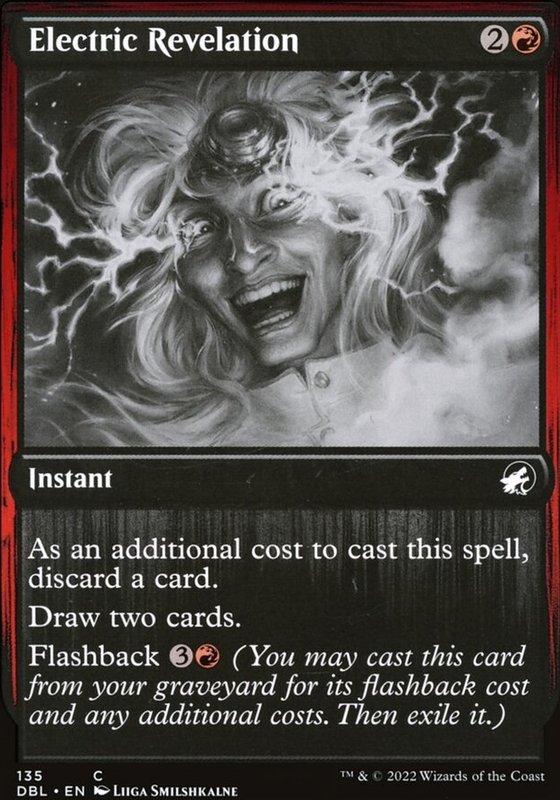 Electric Revelation
2
Instant
As an additional cost to cast this spell,
discard a card.
Draw two cards.
Flashback 3 (You may cast this card
from your graveyard for its flashback cost
and any additional costs. Then exile it.)
135 C
DBL • EN LIIGA SMILSHKALNE
™ & © 2022 Wizards of the Coast